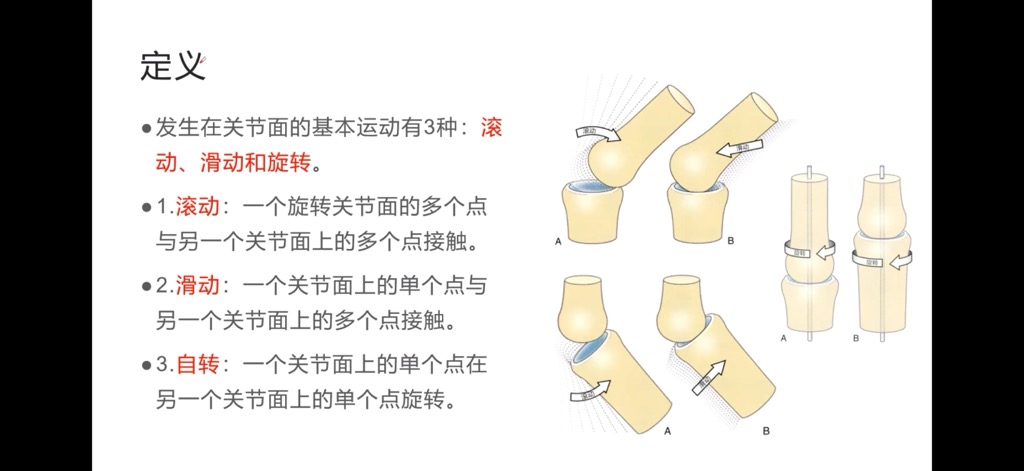 定义
●发生在关节面的基本运动有3种：滚
动、滑动和旋转。
●1.滚动：一个旋转关节面的多个点
与另一个关节面上的多个点接触。
●2.滑动：一个关节面上的单个点与
另一个关节面上的多个点接触。
●3.自转：一个关节面上的单个点在
另一个关节面上的单个点旋转。
滚动
滑动
A
B
旋转
旋转
A
B
滚动
滑动
A
B